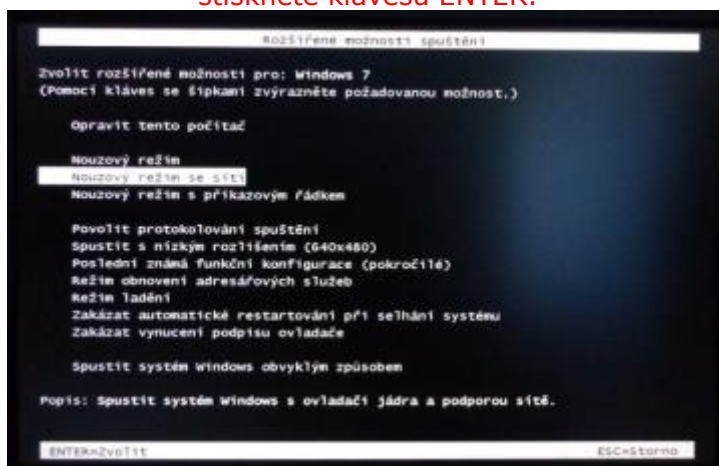 stiskněte klávesu ENTER.
Rozšířené možnosti spuštění
Zvolit rozšířené možnosti pro: Windows 7
(Pomocí kláves se šipkami zvýrazněte požadovanou možnost.)
Opravit tento počítač
Nouzový režim
Nouzový režim se sítí
Nouzový režim s příkazovým řádkem
Povolit protokolování spuštění
Spustit s nízkým rozlišením (640x480)
Poslední známá funkční konfigurace (pokročilé)
Režim obnovení adresářových služeb
Režim ladění
Zakázat automatické restartování při selhání systému
Zakázat vynucení podpisu ovladače
Spustit systém Windows obvyklým způsobem
Popis: Spustit systém Windows s ovladači jádra a podporou sítě.
ENTER=Zvolit
ESC=Storno